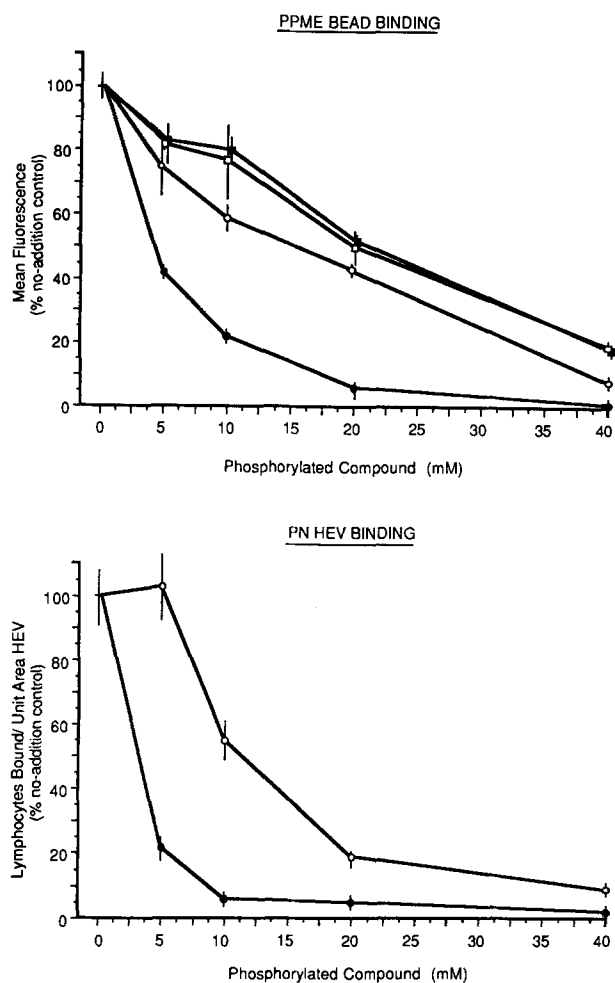 PPME BEAD BINDING
Mean Fluorescence
(% no-addition control)
100
80
60
40
20
0
0 5 10 15 20 25 30 35 40
Phosphorylated Compound (mM)
PN HEV BINDING
Lymphocytes Bound/ Unit Area HEV
(% no-addition control)
100
80
60
40
20
0
0 5 10 15 20 25 30 35 40
Phosphorylated Compound (mM)